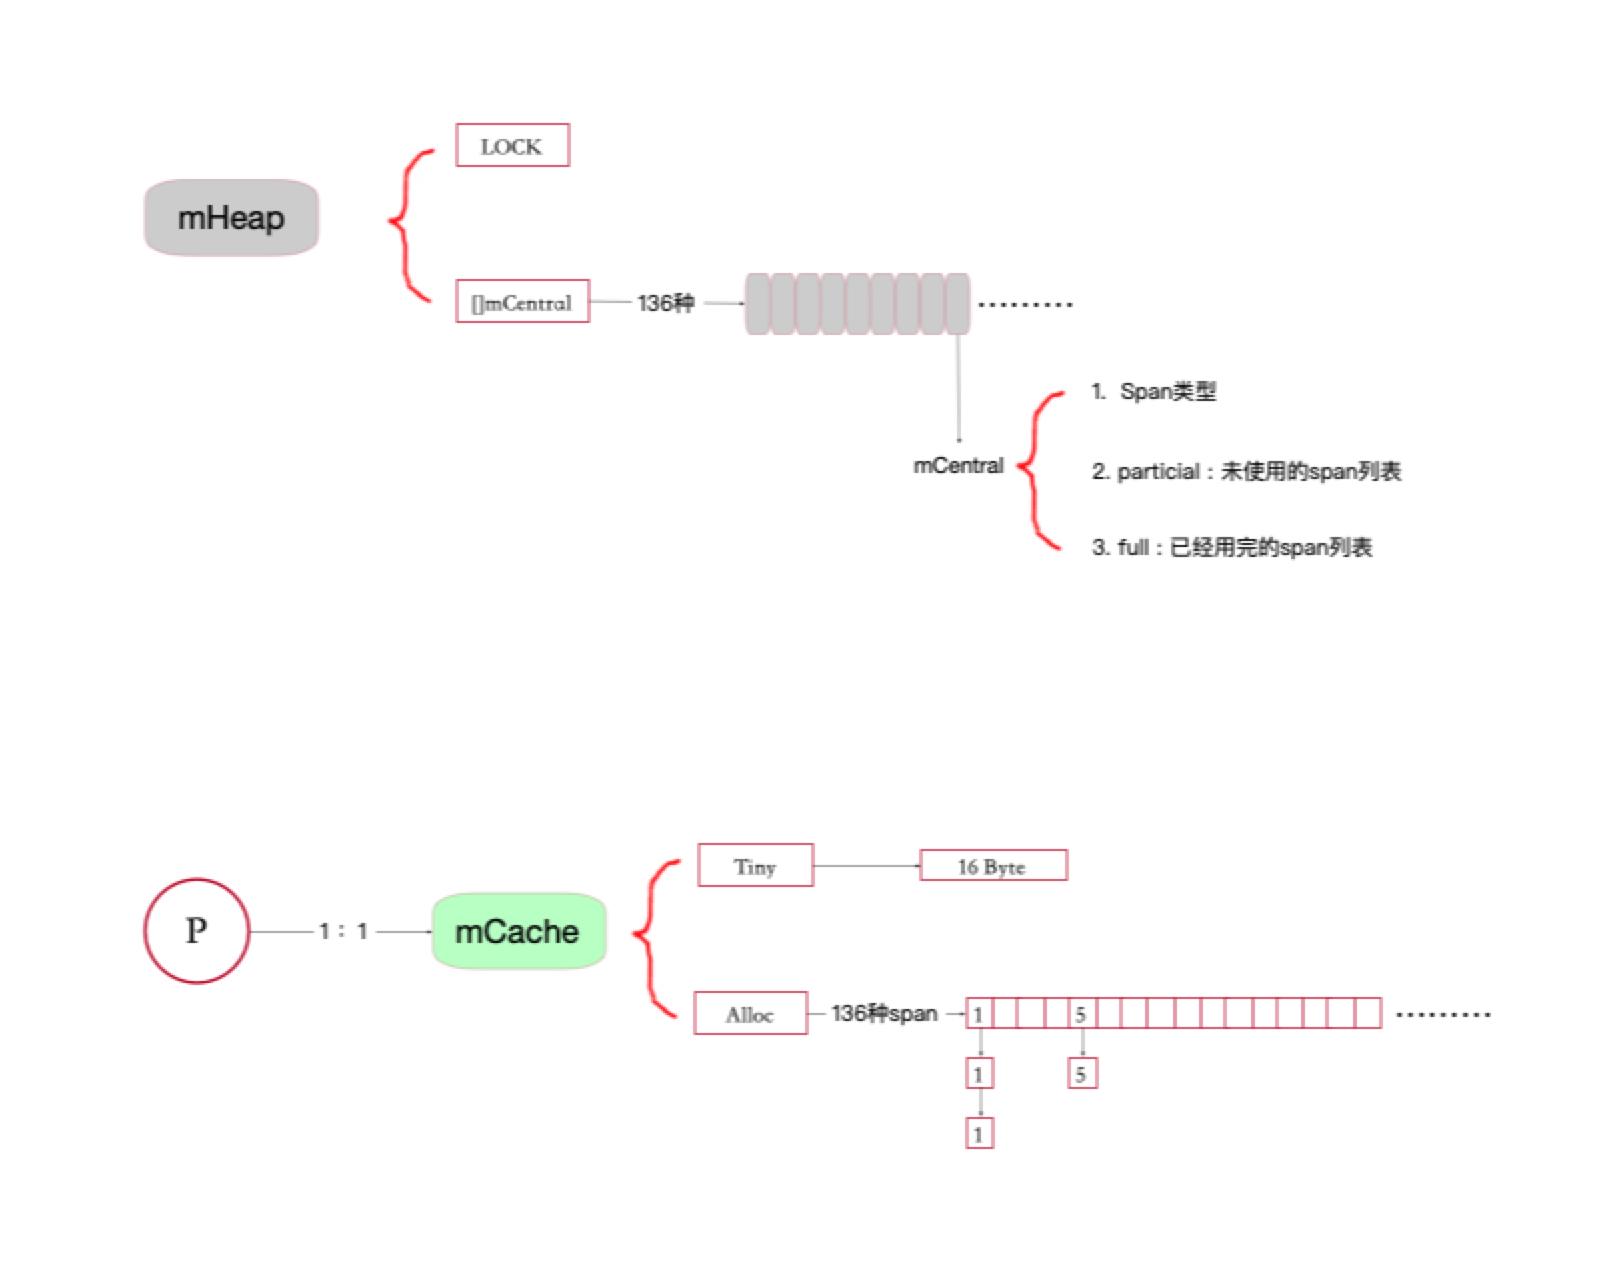 LOCK
mHeap
[]mCentral
136种
.........
1. Span类型
mCentral
2. particial : 未使用的span列表
3. full : 已经用完的span列表
Tiny
16 Byte
P
1 : 1
mCache
Alloc
136种span
1
5
.........
1
5
1